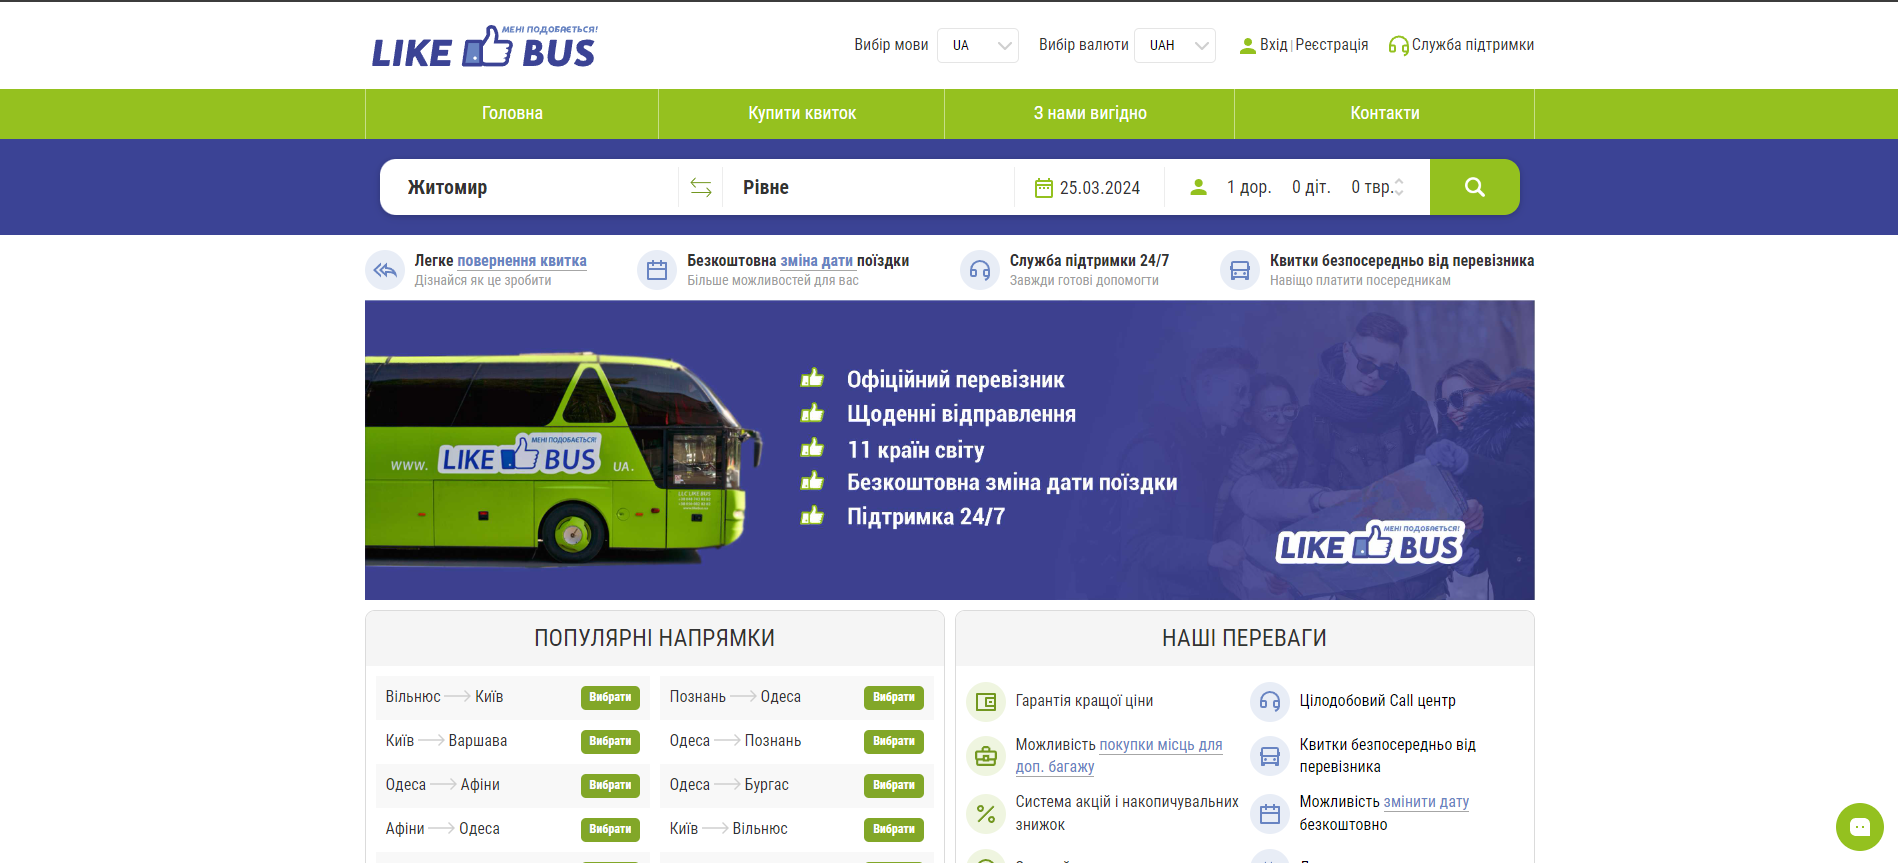 МЕНІ ПОДОБАЄТЬСЯ!
LIKE BUS
Вибір мови UA Вибір валюти UAH Вхід | Реєстрація Служба підтримки
Головна Купити квиток З нами вигідно Контакти
Житомир Рівне 25.03.2024 1 дор. 0 діт. 0 твр.
Легке повернення квитка
Дізнайся як це зробити
Безкоштовна зміна дати поїздки
Більше можливостей для вас
Служба підтримки 24/7
Завжди готові допомогти
Квитки безпосередньо від перевізника
Навіщо платити посередникам
МЕНІ ПОДОБАЄТЬСЯ!
WWW. LIKE BUS UA.
Офіційний перевізник
Щоденні відправлення
11 країн світу
Безкоштовна зміна дати поїздки
Підтримка 24/7
МЕНІ ПОДОБАЄТЬСЯ!
LIKE BUS
ПОПУЛЯРНІ НАПРЯМКИ
Вільнюс Київ Вибрати
Познань Одеса Вибрати
Київ Варшава Вибрати
Одеса Познань Вибрати
Одеса Афіни Вибрати
Одеса Бургас Вибрати
Афіни Одеса Вибрати
Київ Вільнюс Вибрати
НАШІ ПЕРЕВАГИ
Гарантія кращої ціни
Цілодобовий Call центр
Можливість покупки місць для
доп. багажу
Квитки безпосередньо від
перевізника
Система акцій і накопичувальних
знижок
Можливість змінити дату
безкоштовно